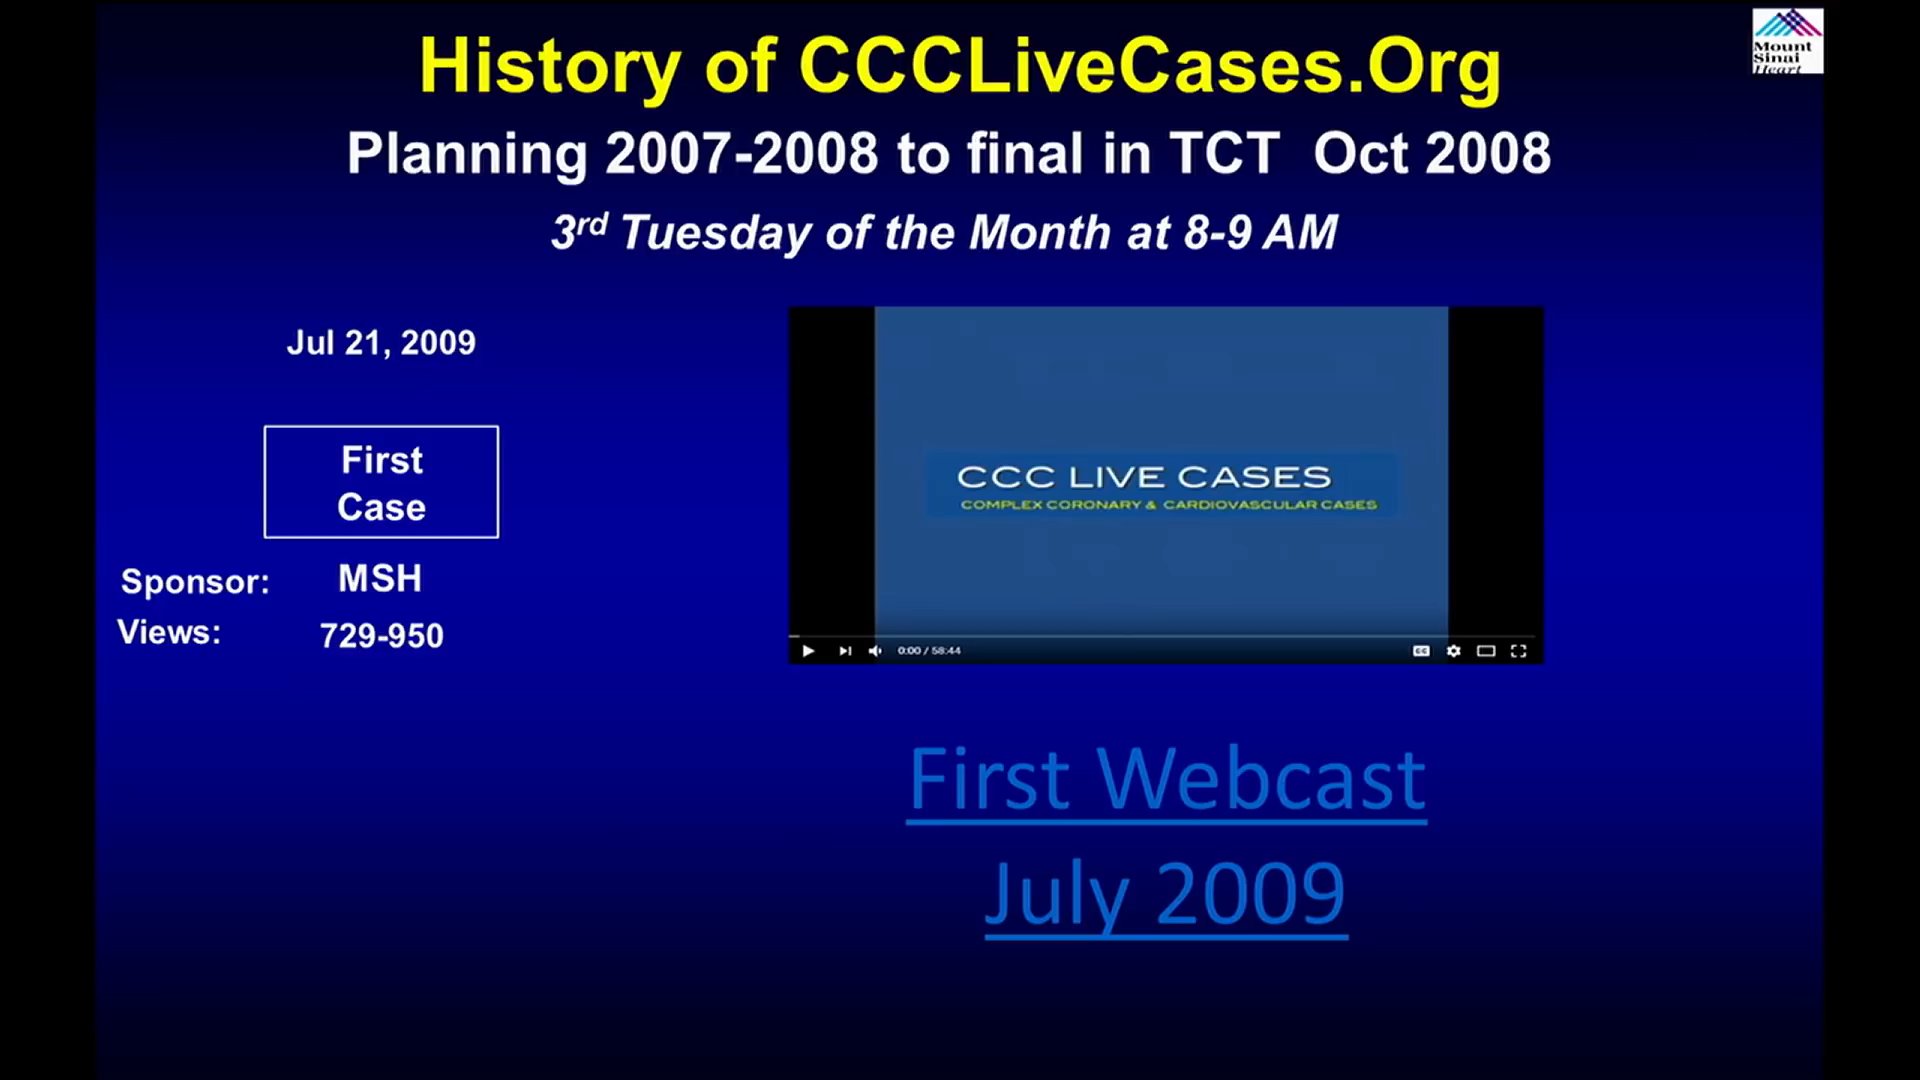 History of CCCLiveCases.Org
Mount
Sinai
Heart
Planning 2007-2008 to final in TCT Oct 2008
3rd Tuesday of the Month at 8-9 AM
Jul 21, 2009
First
Case
Sponsor: MSH
Views: 729-950
CCC LIVE CASES
COMPLEX CORONARY & CARDIOVASCULAR CASES
0:00 / 58:44
CC
First Webcast
July 2009